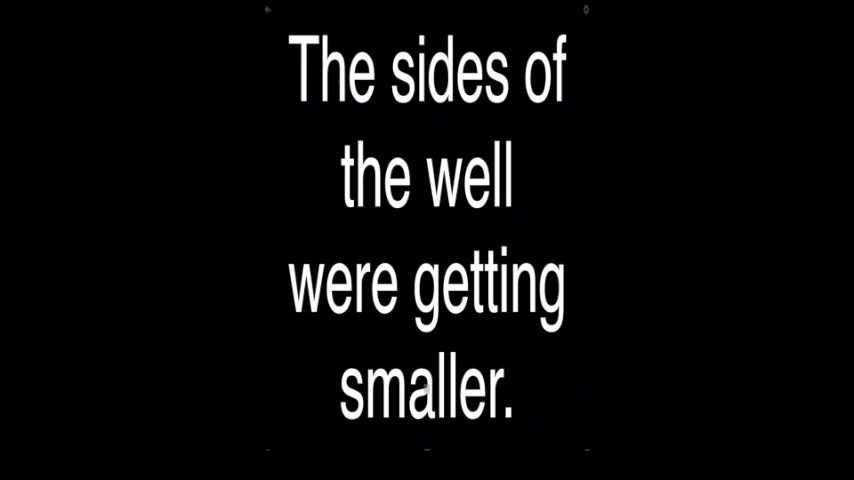 The sides of
the well
were getting
smaller.